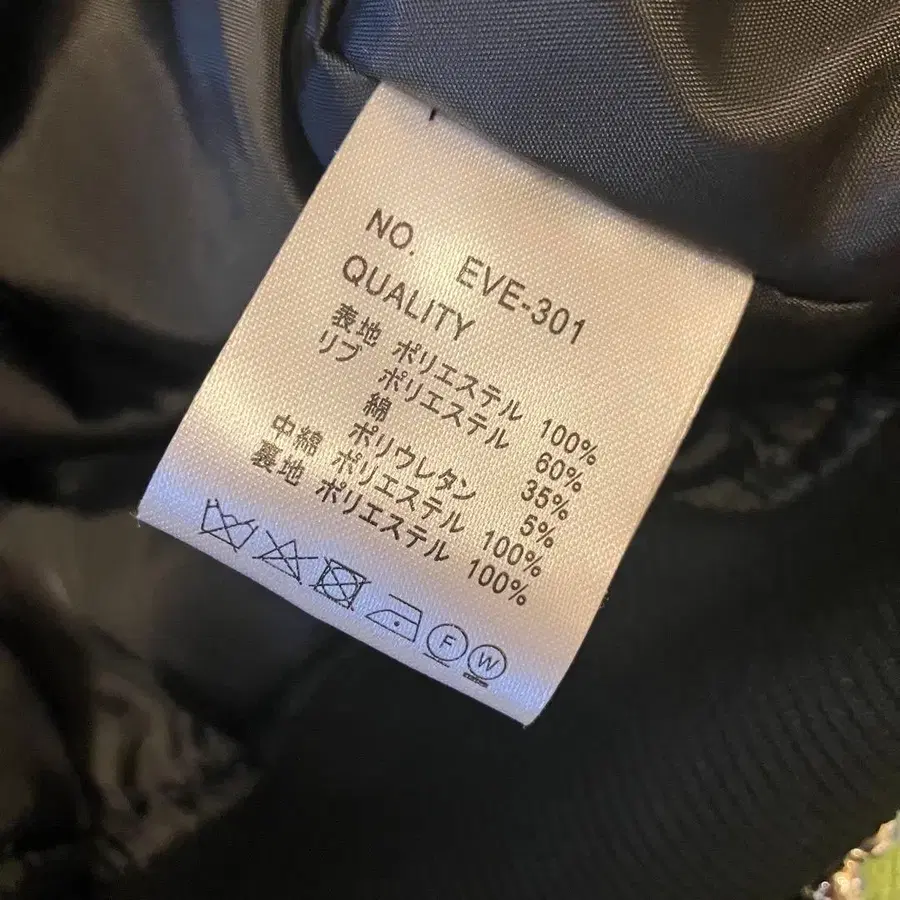 NO. EVE-301
QUALITY
表地 ポリエステル 100%
リブ ポリエステル 60%
綿 35%
ポリウレタン 5%
中綿 ポリエステル 100%
裏地 ポリエステル 100%
F W